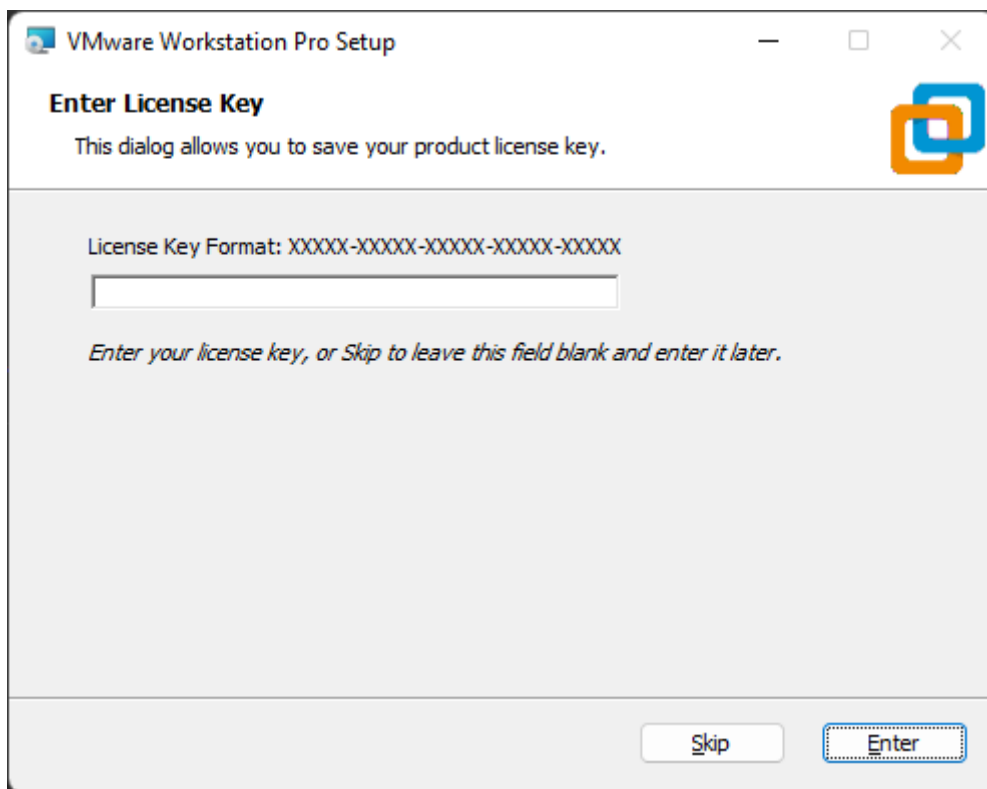 VMware Workstation Pro Setup
Enter License Key
This dialog allows you to save your product license key.
License Key Format: XXXXX-XXXXX-XXXXX-XXXXX-XXXXX
Enter your license key, or Skip to leave this field blank and enter it later.
Skip Enter